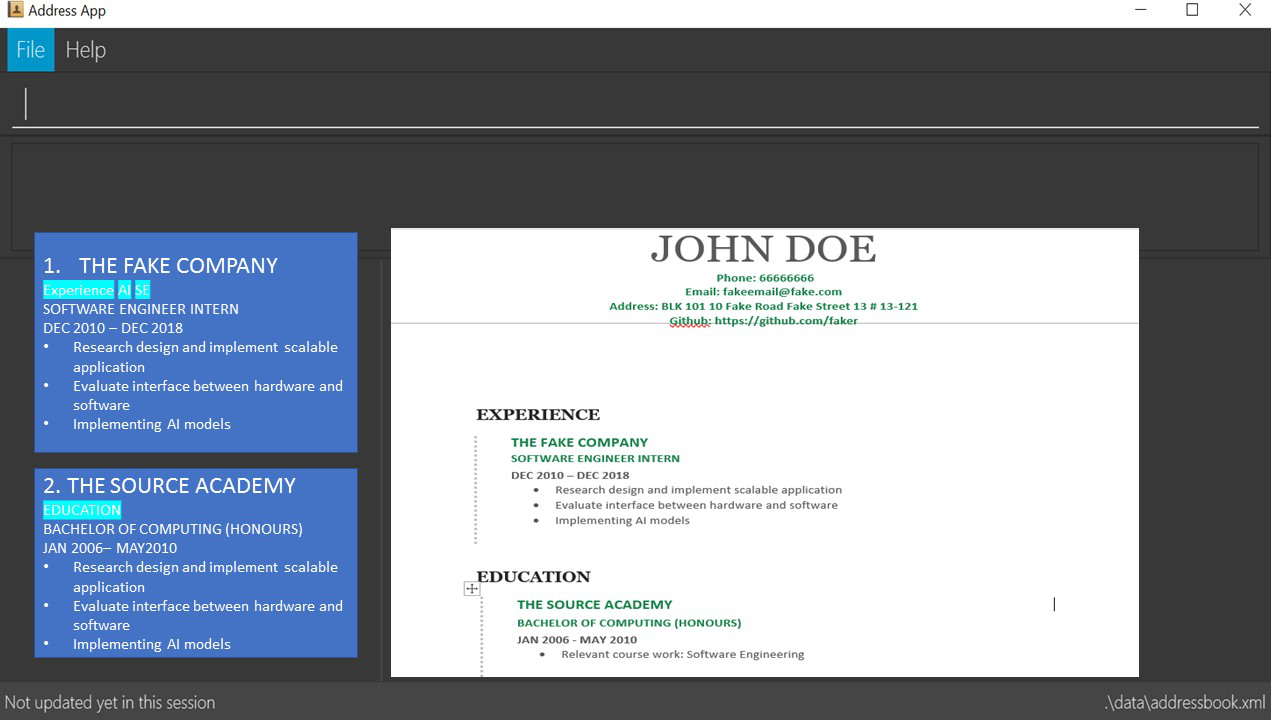 Address App
File Help
1. THE FAKE COMPANY
Experience AI SE
SOFTWARE ENGINEER INTERN
DEC 2010 – DEC 2018
• Research design and implement scalable
application
• Evaluate interface between hardware and
software
• Implementing AI models
2. THE SOURCE ACADEMY
EDUCATION
BACHELOR OF COMPUTING (HONOURS)
JAN 2006– MAY2010
• Research design and implement scalable
application
• Evaluate interface between hardware and
software
• Implementing AI models
JOHN DOE
Phone: 66666666
Email: fakeemail@fake.com
Address: BLK 101 10 Fake Road Fake Street 13 # 13-121
Github: https://github.com/faker
EXPERIENCE
THE FAKE COMPANY
SOFTWARE ENGINEER INTERN
DEC 2010 – DEC 2018
• Research design and implement scalable application
• Evaluate interface between hardware and software
• Implementing AI models
EDUCATION
THE SOURCE ACADEMY
BACHELOR OF COMPUTING (HONOURS)
JAN 2006 - MAY 2010
• Relevant course work: Software Engineering
Not updated yet in this session
.\data\addressbook.xml